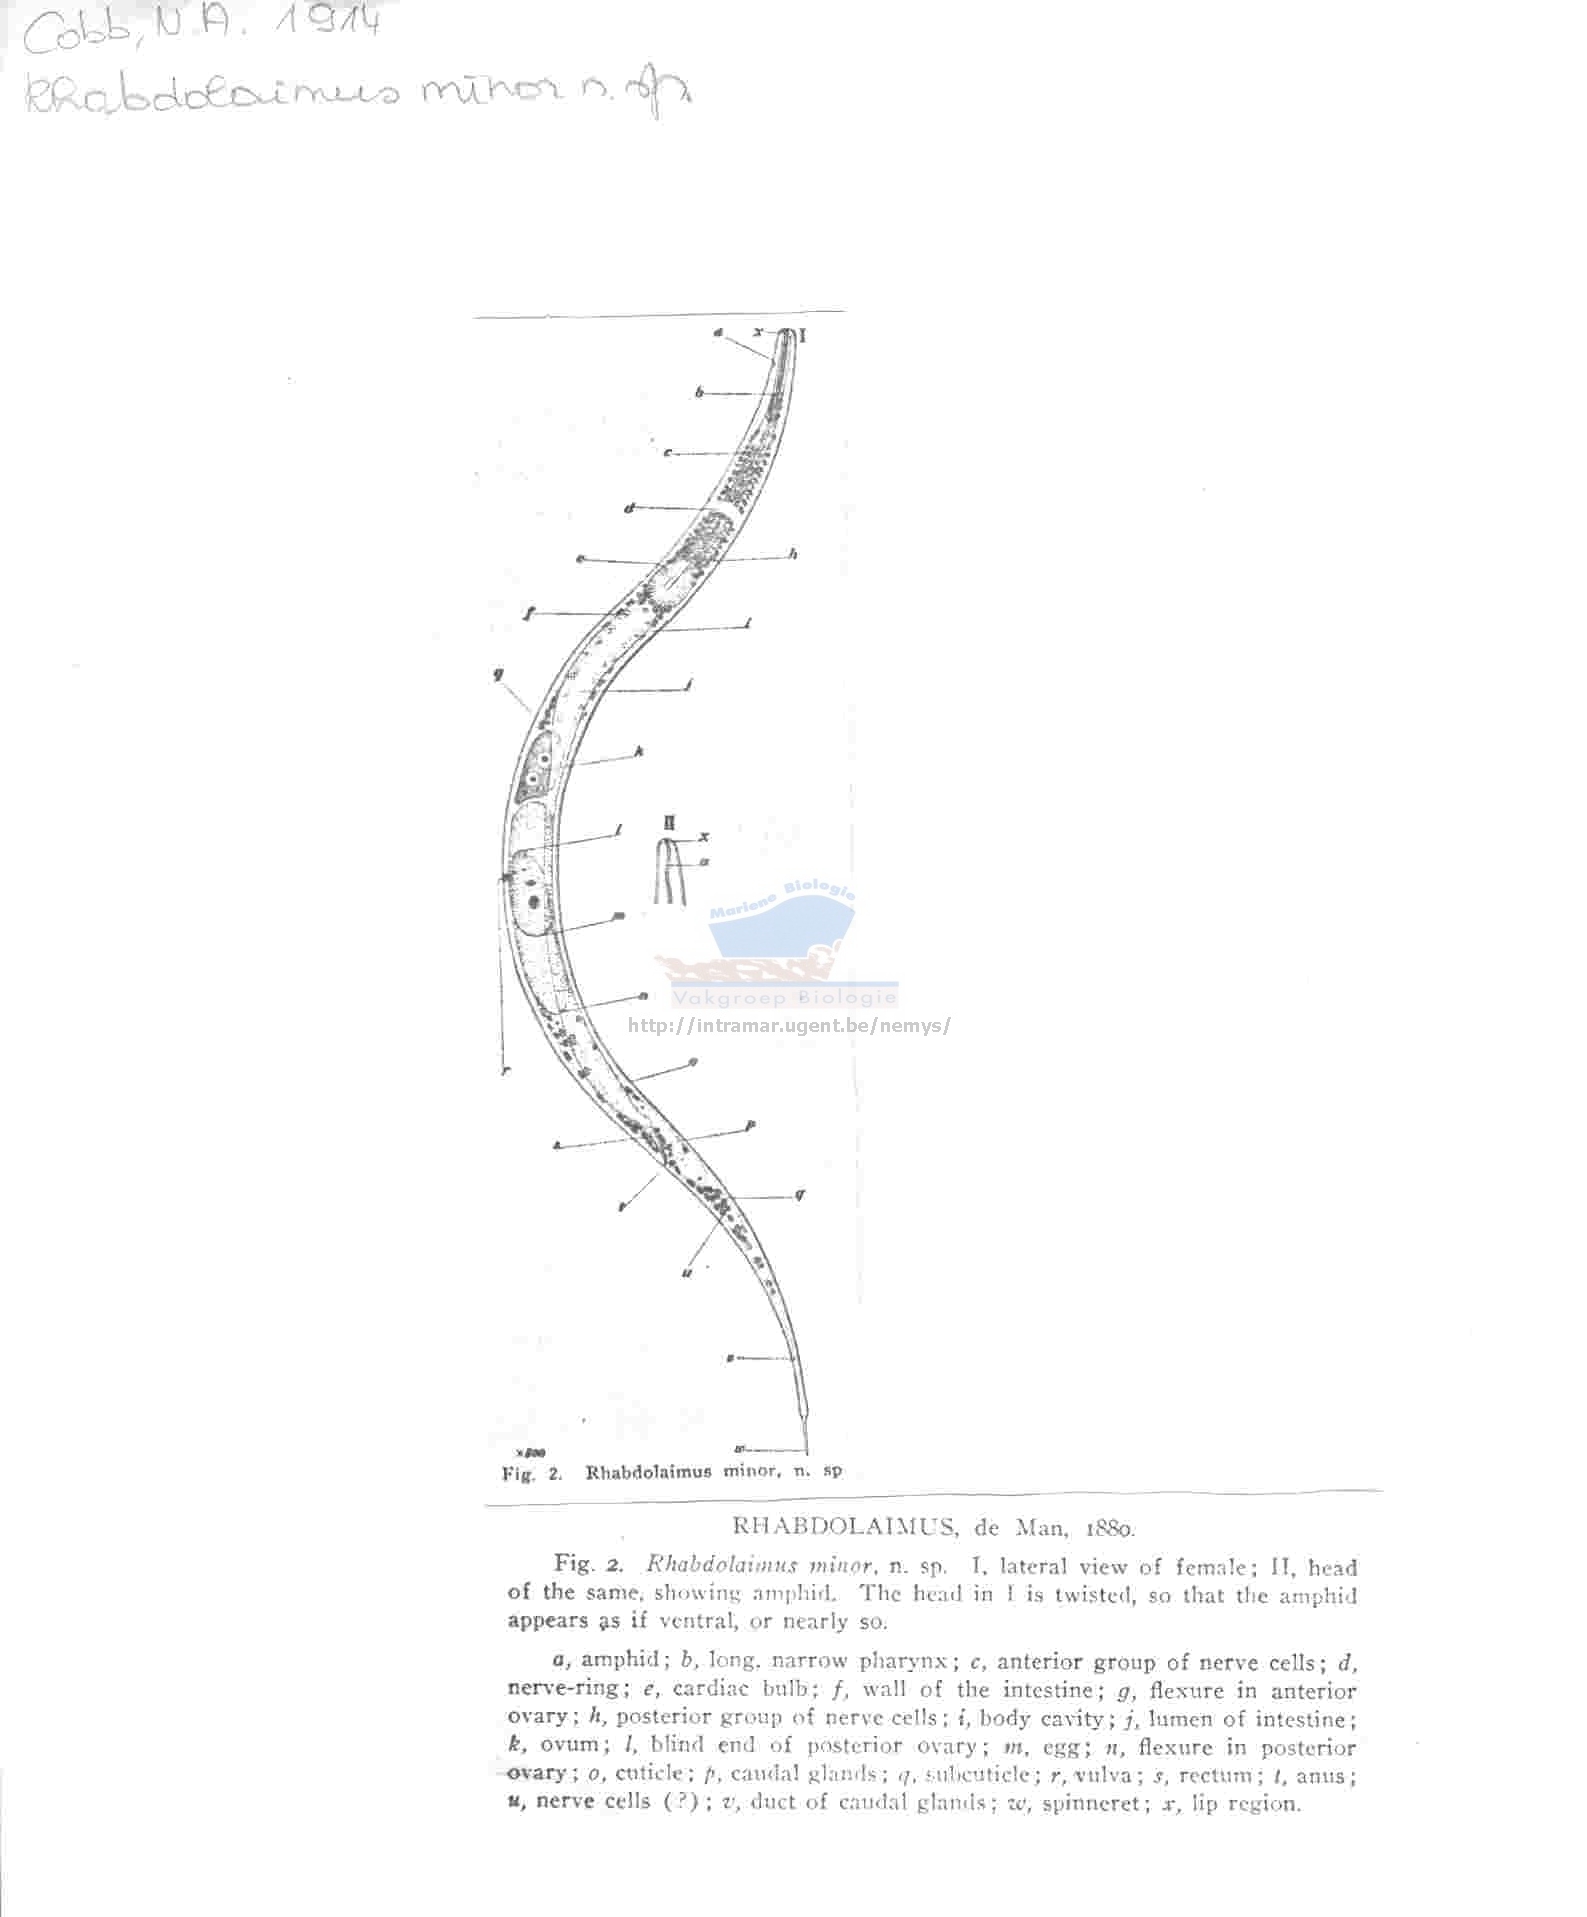 Cobb, N.A. 1914
Rhabdolaimus minor n. sp.
a x I
b
c
d
e h
f i
g j
k
l
II
x
a
m
Mariene Biologie
Vakgroep Biologie
n
http://intramar.ugent.be/nemys/
o
r
p
s
q
t
u
v
×800 w
Fig. 2. Rhabdolaimus minor, n. sp
RHABDOLAIMUS, de Man, 1880.
Fig. 2. Rhabdolaimus minor, n. sp. I, lateral view of female; II, head
of the same, showing amphid. The head in I is twisted, so that the amphid
appears as if ventral, or nearly so.
a, amphid; b, long, narrow pharynx; c, anterior group of nerve cells; d,
nerve-ring; e, cardiac bulb; f, wall of the intestine; g, flexure in anterior
ovary; h, posterior group of nerve cells; i, body cavity; j, lumen of intestine;
k, ovum; l, blind end of posterior ovary; m, egg; n, flexure in posterior
ovary; o, cuticle; p, caudal glands; q, subcuticle; r, vulva; s, rectum; t, anus;
u, nerve cells (?); v, duct of caudal glands; w, spinneret; x, lip region.